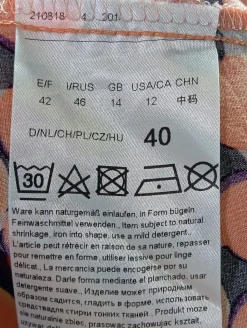 210818 4 201
E/F I/RUS GB USA/CA CHN
42 46 14 12 中码
D/NL/CH/PL/CZ/HU 40
30
Ware kann naturgemäß einlaufen, in Form bügeln,
Feinwaschmittel verwenden., Item subject to natural
shrinkage, iron into shape, use a mild detergent.,
L'article peut rétrécir en raison de sa nature, repasser
pour remettre en forme, utiliser lessive pour linge
délicat., La mercancia puede encogerse por su
naturaleza. Darle forma mediante el planchado, usar
detergente suave., Изделие может природным
образом садится, гладить в форме, использовать
средства стирки тонких тканей., Produkt może
się naturalnie zbiec, prasować zachowując kształt,